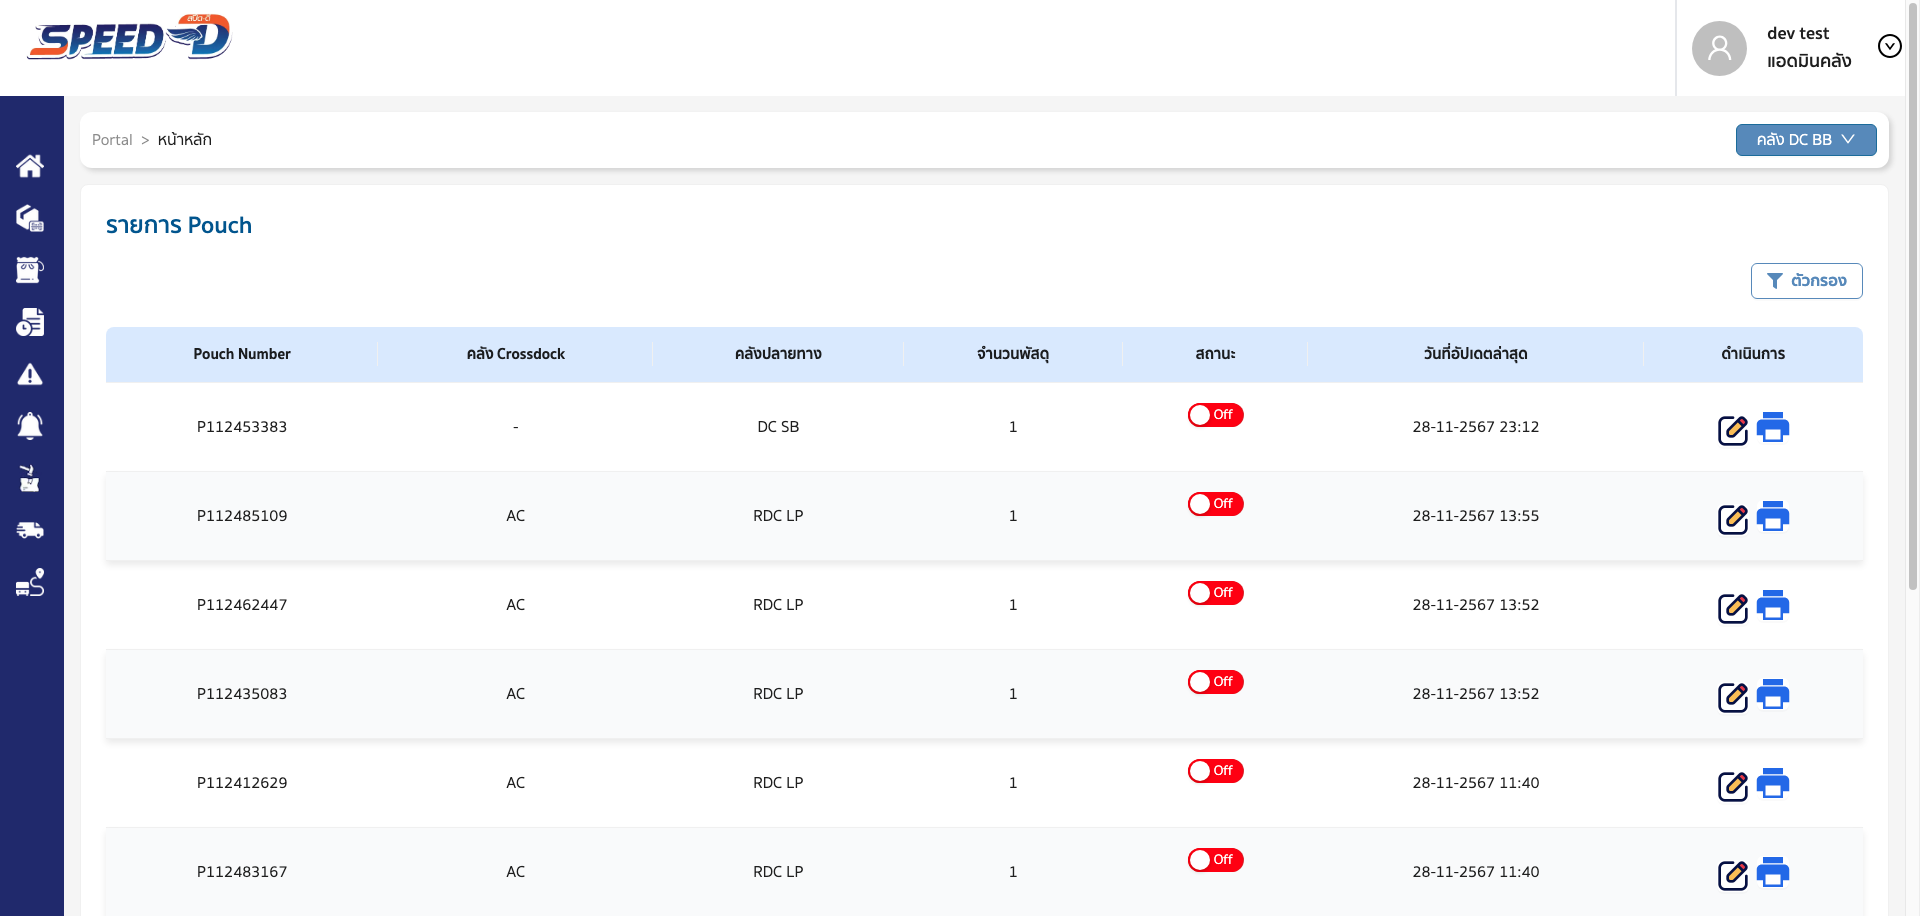 สปีด-ดี
SPEED-D
dev test
แอดมินคลัง
Portal > หน้าหลัก
คลัง DC BB
รายการ Pouch
ตัวกรอง
Pouch Number คลัง Crossdock คลังปลายทาง จำนวนพัสดุ สถานะ วันที่อัปเดตล่าสุด ดำเนินการ
P112453383 - DC SB 1 Off 28-11-2567 23:12
P112485109 AC RDC LP 1 Off 28-11-2567 13:55
P112462447 AC RDC LP 1 Off 28-11-2567 13:52
P112435083 AC RDC LP 1 Off 28-11-2567 13:52
P112412629 AC RDC LP 1 Off 28-11-2567 11:40
P112483167 AC RDC LP 1 Off 28-11-2567 11:40